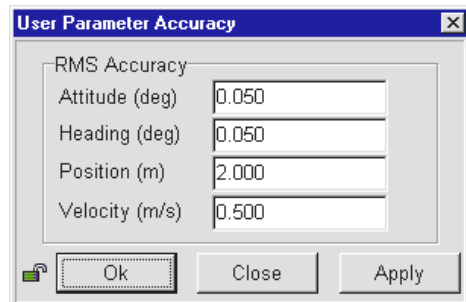 User Parameter Accuracy
RMS Accuracy
Attitude (deg) 0.050
Heading (deg) 0.050
Position (m) 2.000
Velocity (m/s) 0.500
Ok Close Apply